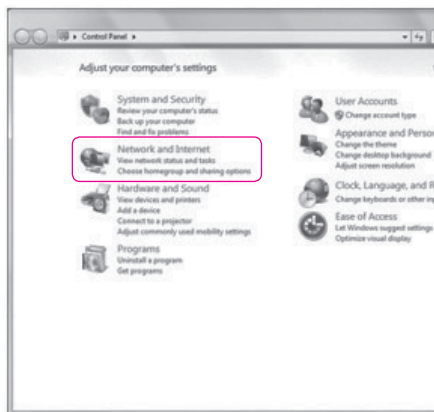 Control Panel
Adjust your computer's settings
System and Security
Review your computer's status
Back up your computer
Find and fix problems
Network and Internet
View network status and tasks
Choose homegroup and sharing options
Hardware and Sound
View devices and printers
Add a device
Connect to a projector
Adjust commonly used mobility settings
Programs
Uninstall a program
Get programs
User Accounts
Change account type
Appearance and Person
Change the theme
Change desktop background
Adjust screen resolution
Clock, Language, and R
Change keyboards or other inp
Ease of Access
Let Windows suggest settings
Optimize visual display